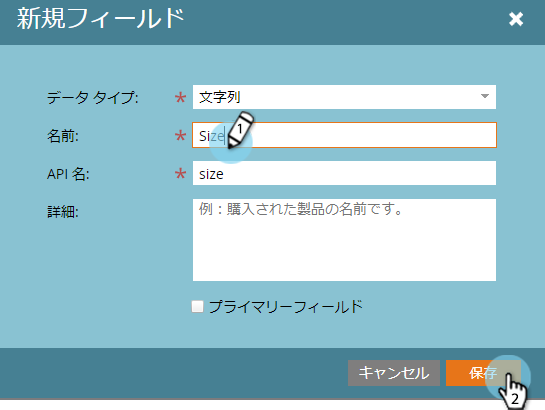 新規フィールド
データ タイプ: * 文字列
名前: * Size
1
API 名: * size
詳細: 例：購入された製品の名前です。
プライマリーフィールド
キャンセル 保存
2